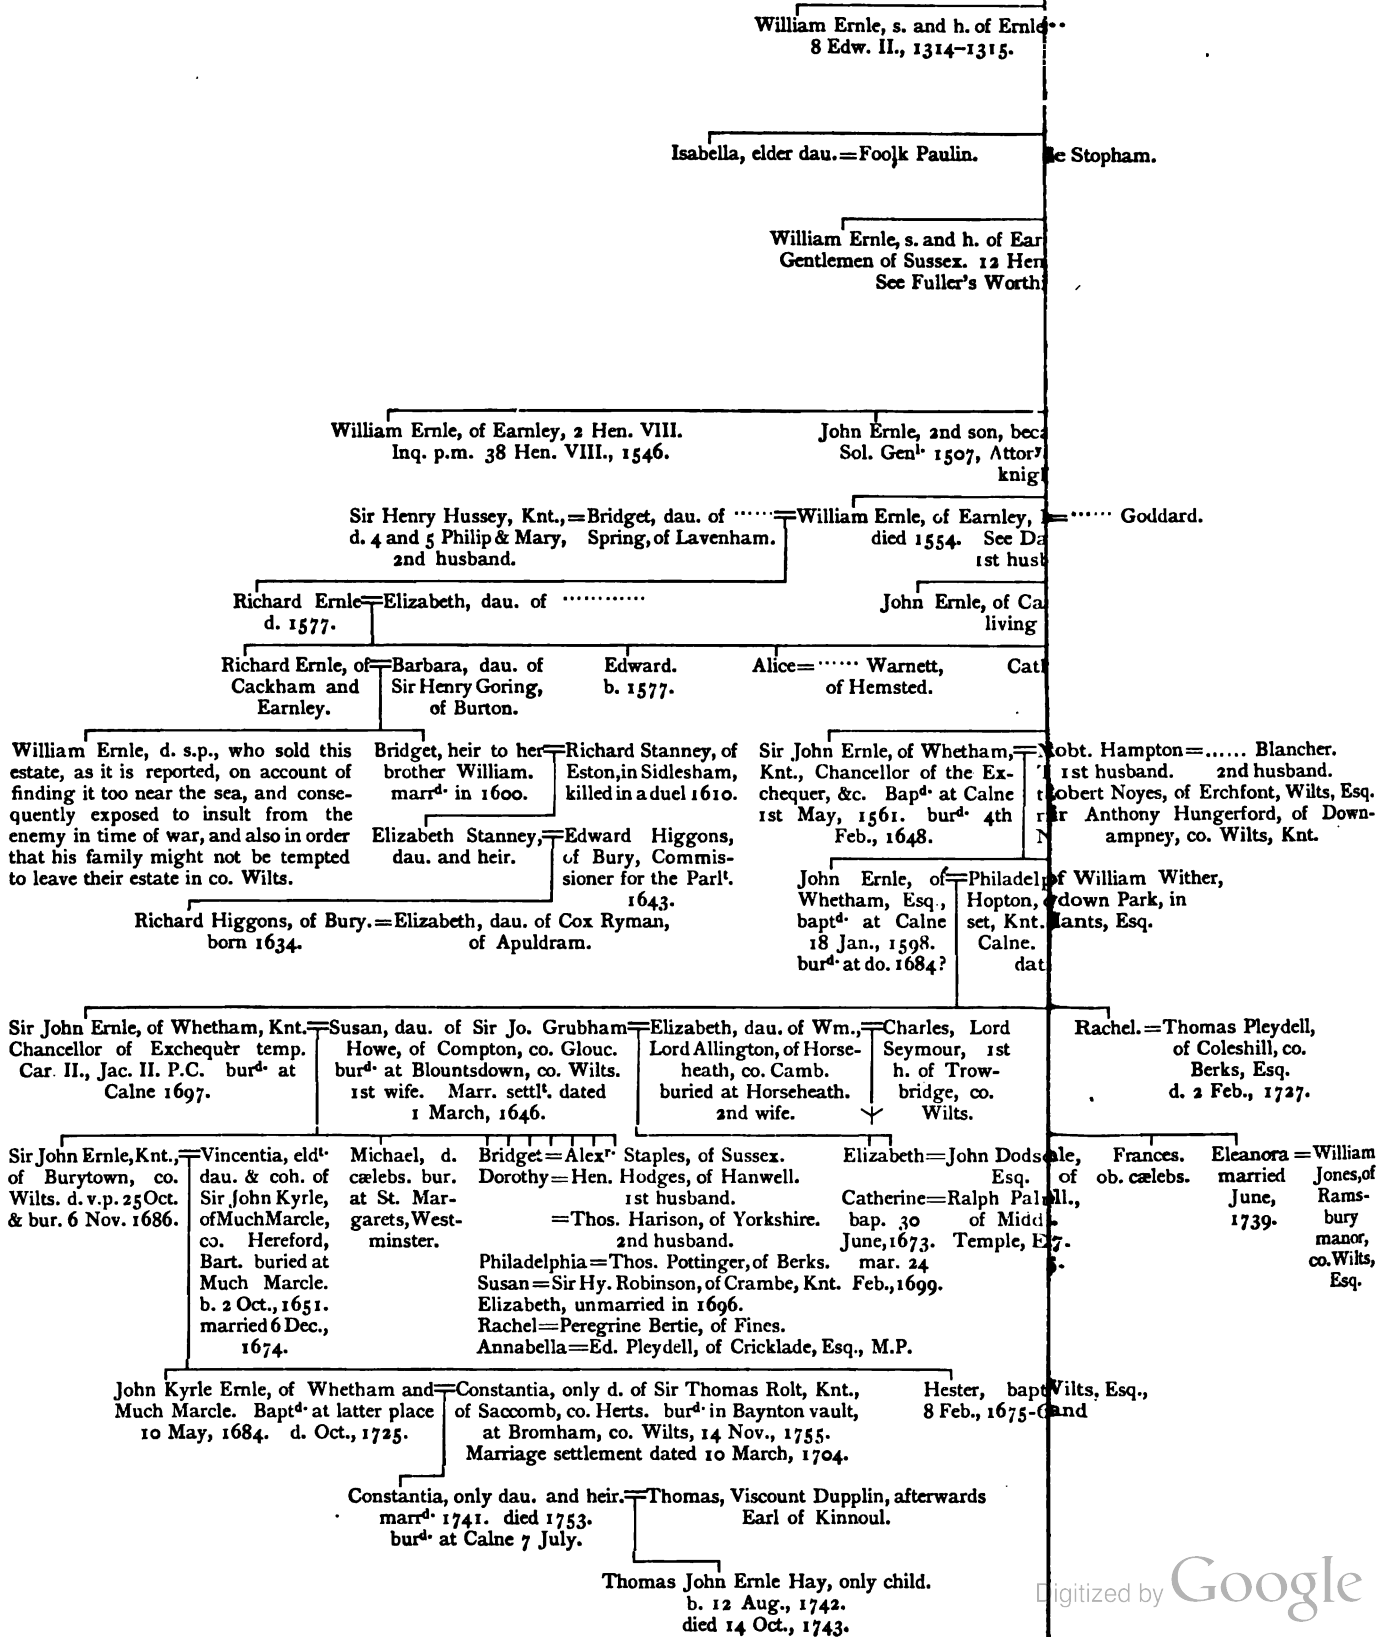 William Ernle, s. and h. of Ernle
8 Edw. II., 1314–1315.
Isabella, elder dau.=Foolk Paulin.
e Stopham.
William Ernle, s. and h. of Ear
Gentlemen of Sussex. 12 Hen
See Fuller's Worth
William Ernle, of Earnley, 2 Hen. VIII.
Inq. p.m. 38 Hen. VIII., 1546.
John Ernle, 2nd son, beca
Sol. Genl. 1507, Attory
knig
Sir Henry Hussey, Knt.,=Bridget, dau. of ······=William Ernle, of Earnley,
d. 4 and 5 Philip & Mary, Spring, of Lavenham.
2nd husband.
died 1554. See Da
1st husb
=······ Goddard.
Richard Ernle=Elizabeth, dau. of ············
d. 1577.
John Ernle, of Ca
living
Richard Ernle, of=Barbara, dau. of
Cackham and Sir Henry Goring,
Earnley. of Burton.
Edward.
b. 1577.
Alice=······ Warnett,
of Hemsted.
Cath
William Ernle, d. s.p., who sold this
estate, as it is reported, on account of
finding it too near the sea, and conse-
quently exposed to insult from the
enemy in time of war, and also in order
that his family might not be tempted
to leave their estate in co. Wilts.
Bridget, heir to her=Richard Stanney, of
brother William. Eston, in Sidlesham,
marrd. in 1600. killed in a duel 1610.
Elizabeth Stanney,=Edward Higgons,
dau. and heir. of Bury, Commis-
sioner for the Parlt.
1643.
Richard Higgons, of Bury.=Elizabeth, dau. of Cox Ryman,
born 1634. of Apuldram.
Sir John Ernle, of Whetham,=
Knt., Chancellor of the Ex-
chequer, &c. Bapd. at Calne
1st May, 1561. burd. 4th
Feb., 1648.
obt. Hampton=...... Blancher.
1st husband. 2nd husband.
obert Noyes, of Erchfont, Wilts, Esq.
ir Anthony Hungerford, of Down-
ampney, co. Wilts, Knt.
John Ernle, of=Philadelp
Whetham, Esq., Hopton,
baptd. at Calne set, Knt.
18 Jan., 1598. Calne.
burd. at do. 1684? dat
of William Wither,
down Park, in
Hants, Esq.
Sir John Ernle, of Whetham, Knt.=Susan, dau. of Sir Jo. Grubham=Elizabeth, dau. of Wm.,=Charles, Lord
Chancellor of Exchequer temp. Howe, of Compton, co. Glouc. Lord Allington, of Horse- Seymour, 1st
Car. II., Jac. II. P.C. burd. at burd. at Blountsdown, co. Wilts. heath, co. Camb. h. of Trow-
Calne 1697. 1st wife. Marr. settlt. dated buried at Horseheath. bridge, co.
1 March, 1646. 2nd wife. Wilts.
Rachel.=Thomas Pleydell,
of Coleshill, co.
Berks, Esq.
d. 2 Feb., 1727.
Sir John Ernle, Knt.,=Vincentia, eldt.
of Burytown, co. dau. & coh. of
Wilts. d. v.p. 25 Oct. Sir John Kyrle,
& bur. 6 Nov. 1686. of Much Marcle,
co. Hereford,
Bart. buried at
Much Marcle.
b. 2 Oct., 1651.
married 6 Dec.,
1674.
Michael, d.
cælebs. bur.
at St. Mar-
garets, West-
minster.
Bridget=Alexr. Staples, of Sussex.
Dorothy=Hen. Hodges, of Hanwell.
1st husband.
=Thos. Harison, of Yorkshire.
2nd husband.
Philadelphia=Thos. Pottinger, of Berks.
Susan=Sir Hy. Robinson, of Crambe, Knt.
Elizabeth, unmarried in 1696.
Rachel=Peregrine Bertie, of Fines.
Annabella=Ed. Pleydell, of Cricklade, Esq., M.P.
Elizabeth=John Dods
Esq.
Catherine=Ralph Pal
bap. 30 of Midd
June, 1673. Temple, E
mar. 24
Feb., 1699.
ale,
of
ll.,
7.
Frances.
ob. cælebs.
Eleanora=William
married Jones, of
June, Rams-
1739. bury
manor,
co. Wilts,
Esq.
John Kyrle Ernle, of Whetham and=Constantia, only d. of Sir Thomas Rolt, Knt.,
Much Marcle. Baptd. at latter place of Saccomb, co. Herts. burd. in Baynton vault,
10 May, 1684. d. Oct., 1725. at Bromham, co. Wilts, 14 Nov., 1755.
Marriage settlement dated 10 March, 1704.
Hester, bapt
8 Feb., 1675-6
Wilts, Esq.,
and
Constantia, only dau. and heir.=Thomas, Viscount Dupplin, afterwards
marrd. 1741. died 1753. Earl of Kinnoul.
burd. at Calne 7 July.
Thomas John Ernle Hay, only child.
b. 12 Aug., 1742.
died 14 Oct., 1743.
Digitized by Google